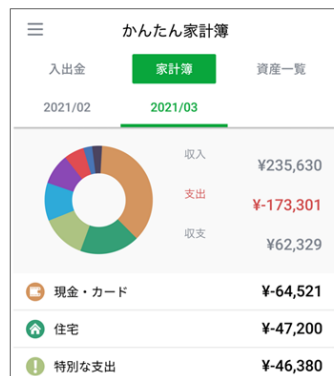 かんたん家計簿
入出金 家計簿 資産一覧
2021/02 2021/03
収入 ¥235,630
支出 ¥-173,301
収支 ¥62,329
現金・カード ¥-64,521
住宅 ¥-47,200
特別な支出 ¥-46,380